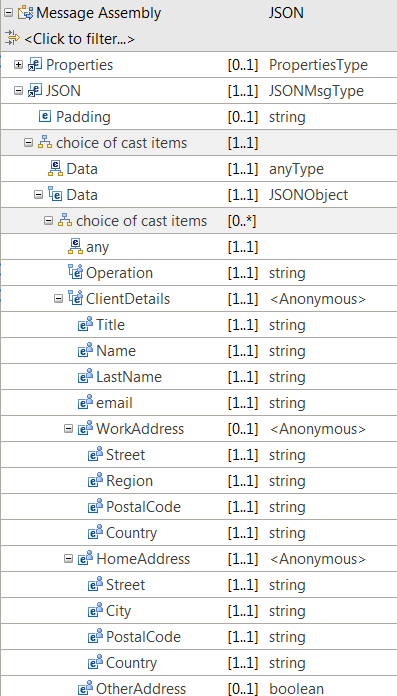 Message Assembly JSON
<Click to filter...>
Properties [0..1] PropertiesType
JSON [1..1] JSONMsgType
Padding [0..1] string
choice of cast items [1..1]
Data [1..1] anyType
Data [1..1] JSONObject
choice of cast items [0..*]
any [1..1]
Operation [1..1] string
ClientDetails [1..1] <Anonymous>
Title [1..1] string
Name [1..1] string
LastName [1..1] string
email [1..1] string
WorkAddress [0..1] <Anonymous>
Street [1..1] string
Region [1..1] string
PostalCode [1..1] string
Country [1..1] string
HomeAddress [1..1] <Anonymous>
Street [1..1] string
City [1..1] string
PostalCode [1..1] string
Country [1..1] string
OtherAddress [0..1] boolean